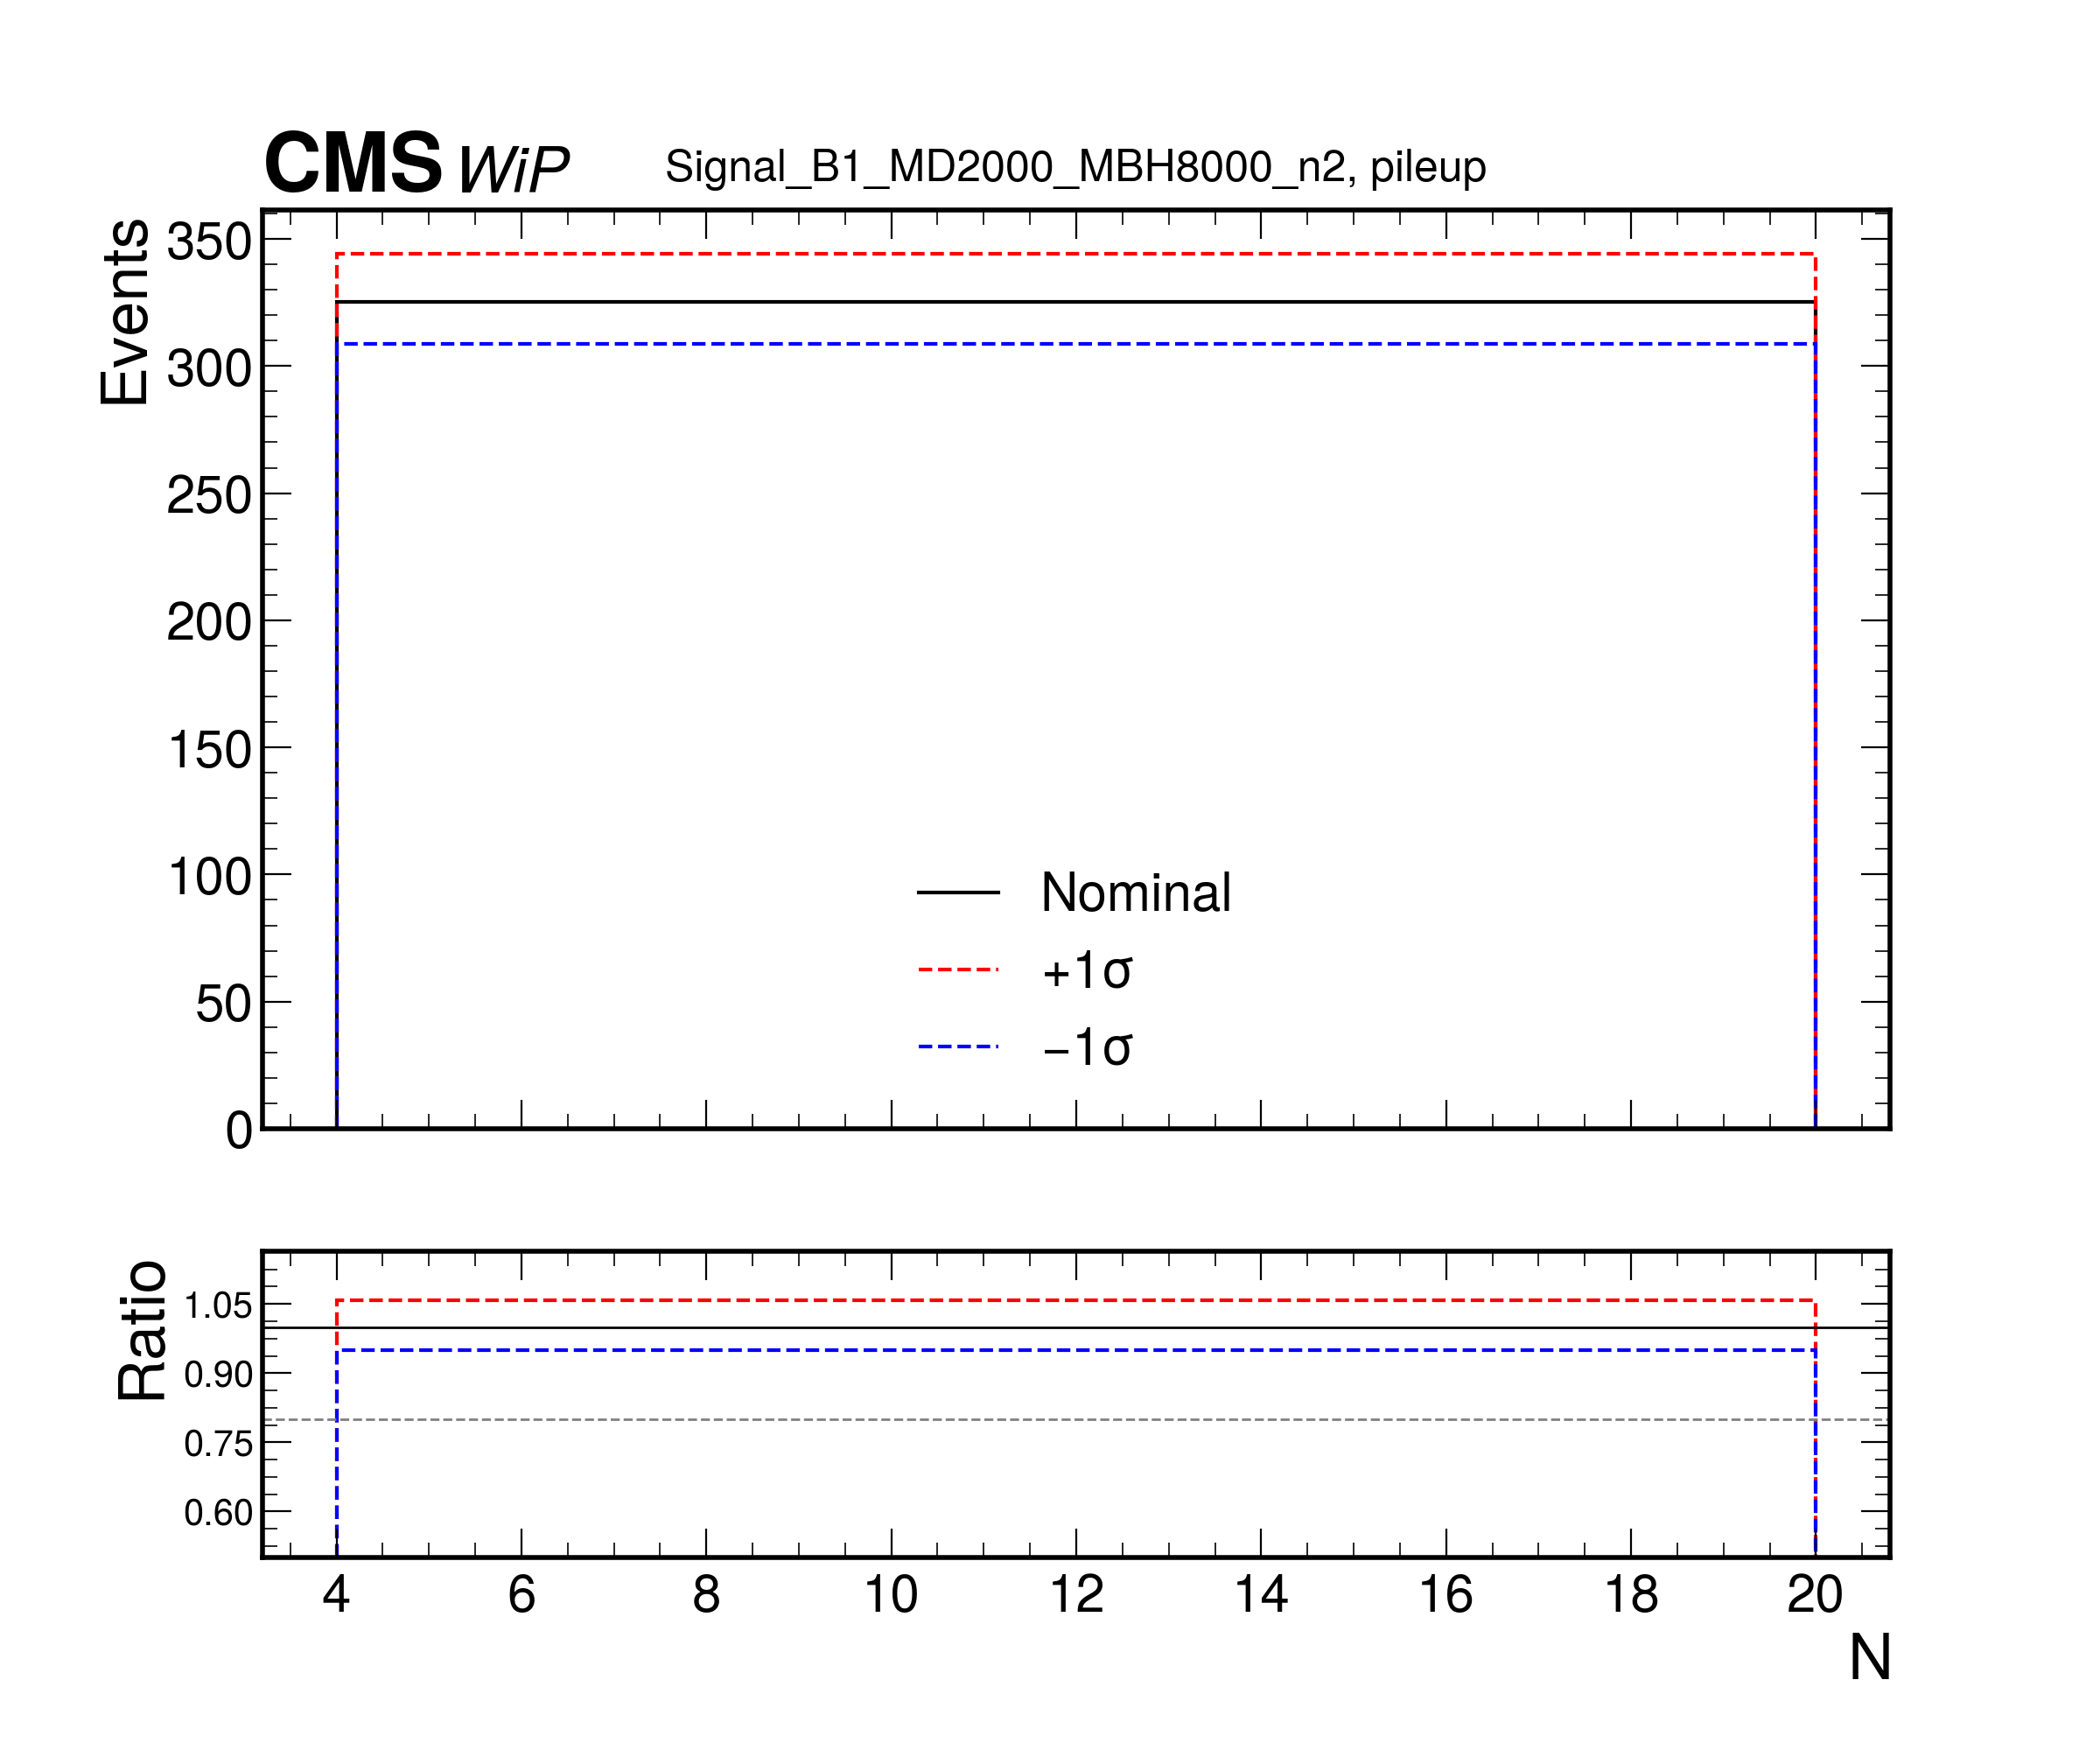 CMS WiP Signal_B1_MD2000_MBH8000_n2, pileup
Events
350
300
250
200
150
100
50
0
Nominal
+1σ
−1σ
Ratio
1.05
0.90
0.75
0.60
4 6 8 10 12 14 16 18 20
N